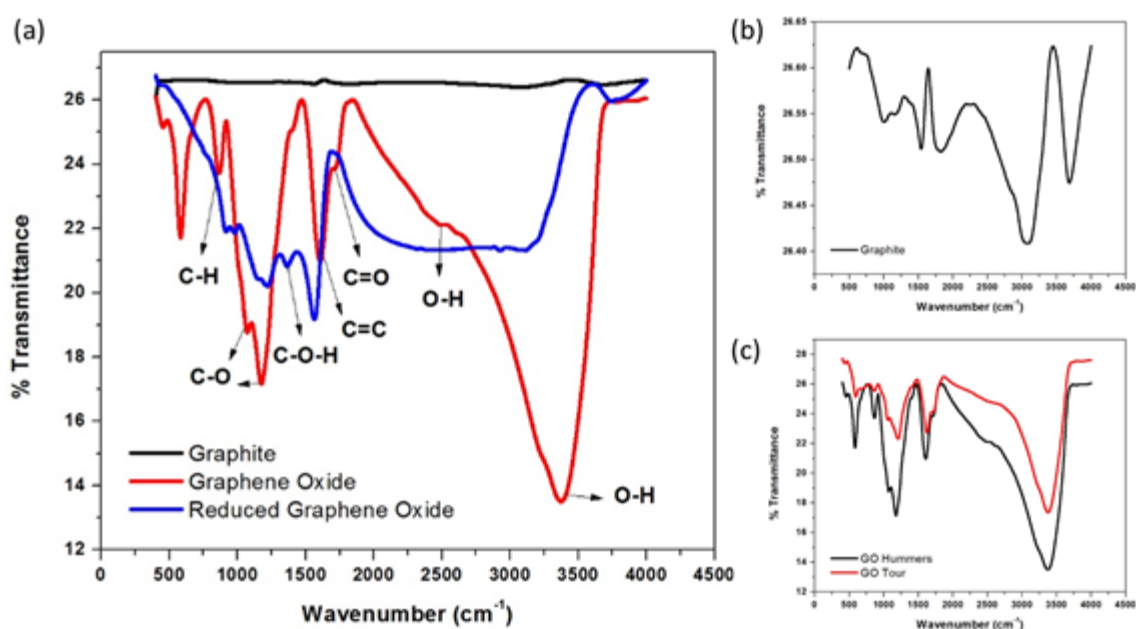 (a)
% Transmittance
26
24
22
20
18
16
14
12
C-H
C-O
C-O-H
C=C
C=O
O-H
O-H
Graphite
Graphene Oxide
Reduced Graphene Oxide
0 500 1000 1500 2000 2500 3000 3500 4000 4500
Wavenumber (cm⁻¹)
(b)
% Transmittance
26.65
26.60
26.55
26.50
26.45
26.40
Graphite
0 500 1000 1500 2000 2500 3000 3500 4000 4500
Wavenumber (cm⁻¹)
(c)
% Transmittance
28
26
24
22
20
18
16
14
12
GO Hummers
GO Tour
0 500 1000 1500 2000 2500 3000 3500 4000 4500
Wavenumber (cm⁻¹)